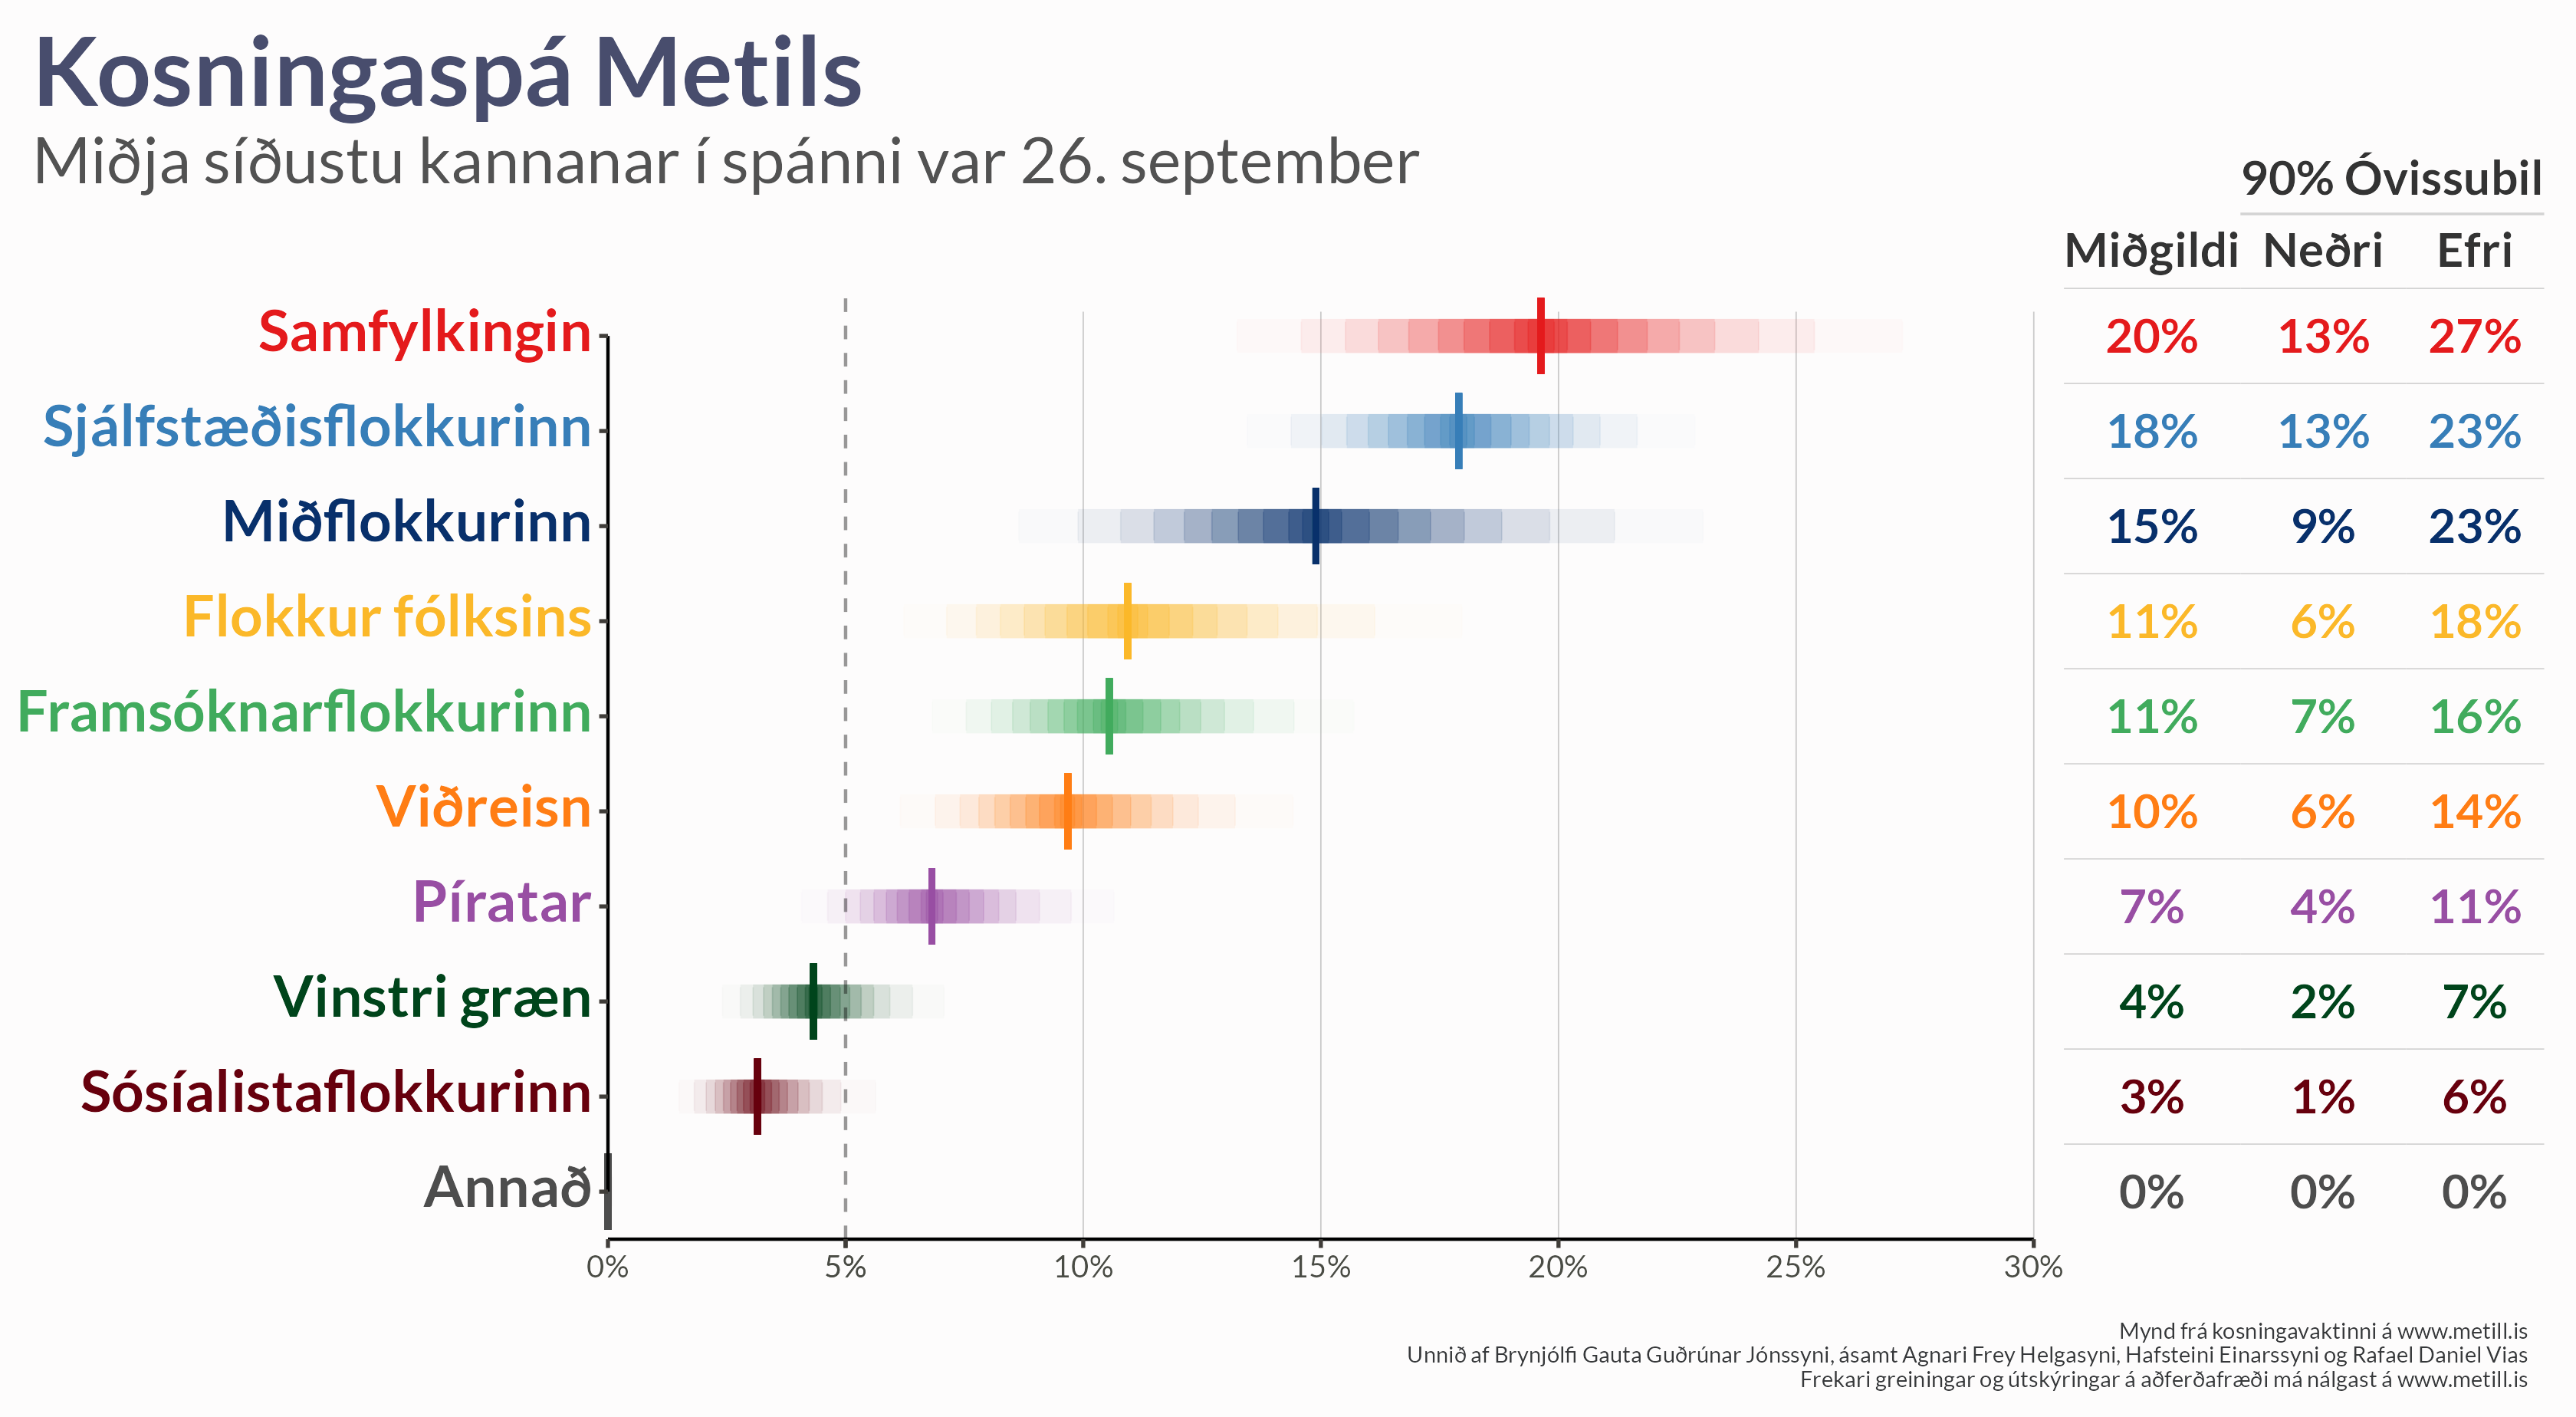 Kosningaspá Metils
Miðja síðustu kannanar í spánni var 26. september
90% Óvissubil
Miðgildi Neðri Efri
Samfylkingin 20% 13% 27%
Sjálfstæðisflokkurinn 18% 13% 23%
Miðflokkurinn 15% 9% 23%
Flokkur fólksins 11% 6% 18%
Framsóknarflokkurinn 11% 7% 16%
Viðreisn 10% 6% 14%
Píratar 7% 4% 11%
Vinstri græn 4% 2% 7%
Sósíalistaflokkurinn 3% 1% 6%
Annað 0% 0% 0%
0% 5% 10% 15% 20% 25% 30%
Mynd frá kosningavaktinni á www.metill.is
Unnið af Brynjólfi Gauta Guðrúnar Jónssyni, ásamt Agnari Frey Helgasyni, Hafsteini Einarssyni og Rafael Daniel Vias
Frekari greiningar og útskýringar á aðferðafræði má nálgast á www.metill.is